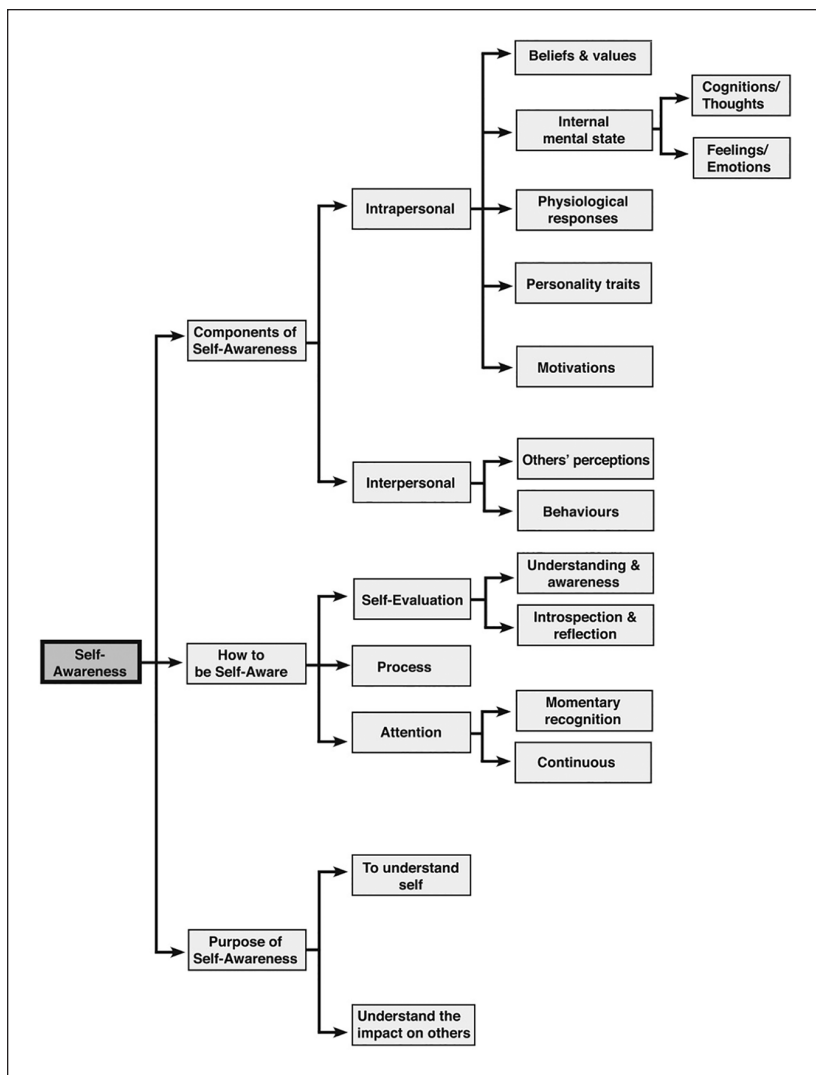 Beliefs & values
Cognitions/
Thoughts
Internal
mental state
Feelings/
Emotions
Intrapersonal
Physiological
responses
Personality traits
Components of
Self-Awareness
Motivations
Interpersonal
Others’ perceptions
Behaviours
Understanding &
awareness
Self-Evaluation
Introspection &
reflection
Self-
Awareness
How to
be Self-Aware
Process
Momentary
recognition
Attention
Continuous
To understand
self
Purpose of
Self-Awareness
Understand the
impact on others